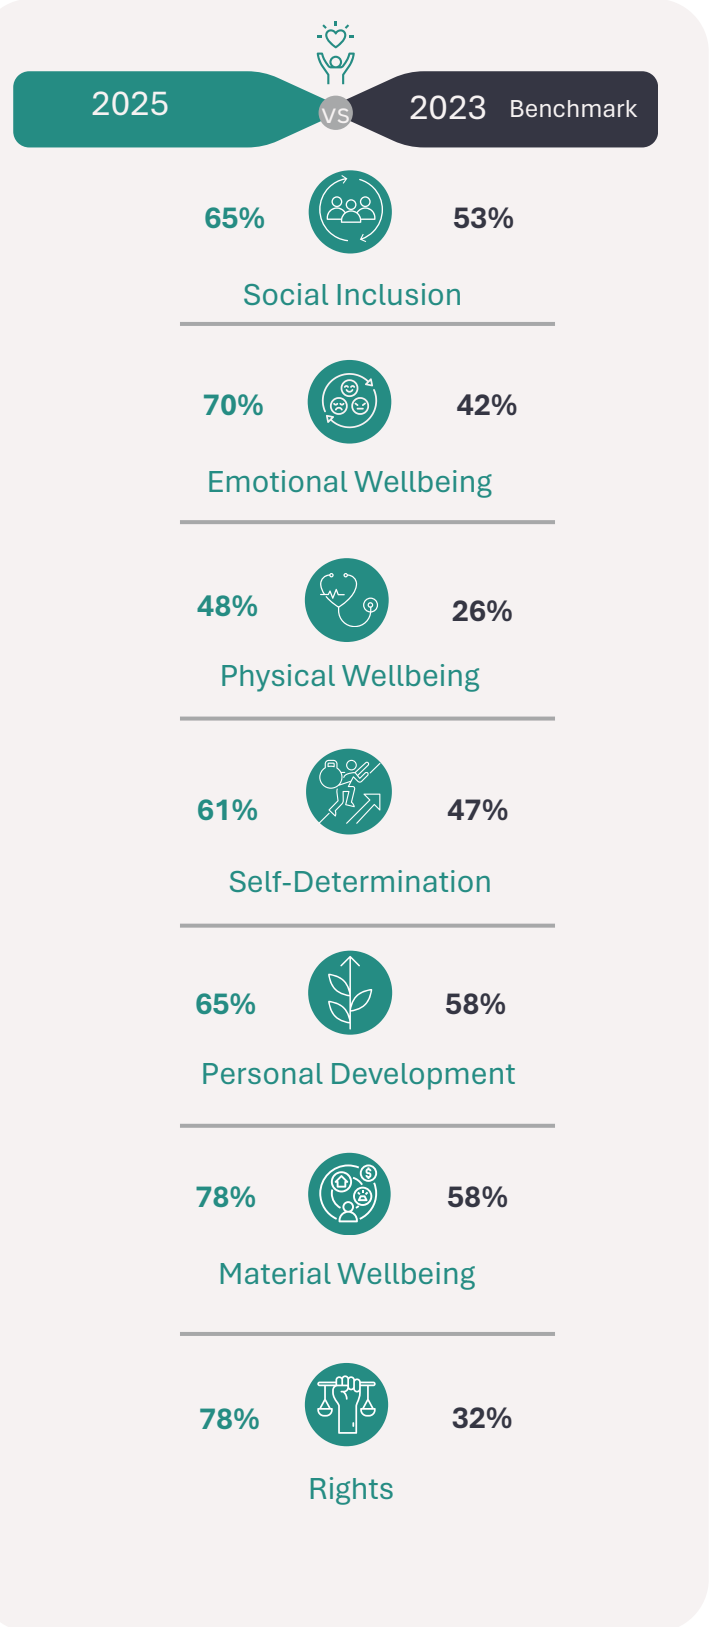 2025 vs 2023 Benchmark
65% 53%
Social Inclusion
70% 42%
Emotional Wellbeing
48% 26%
Physical Wellbeing
61% 47%
Self-Determination
65% 58%
Personal Development
$
78% 58%
Material Wellbeing
78% 32%
Rights